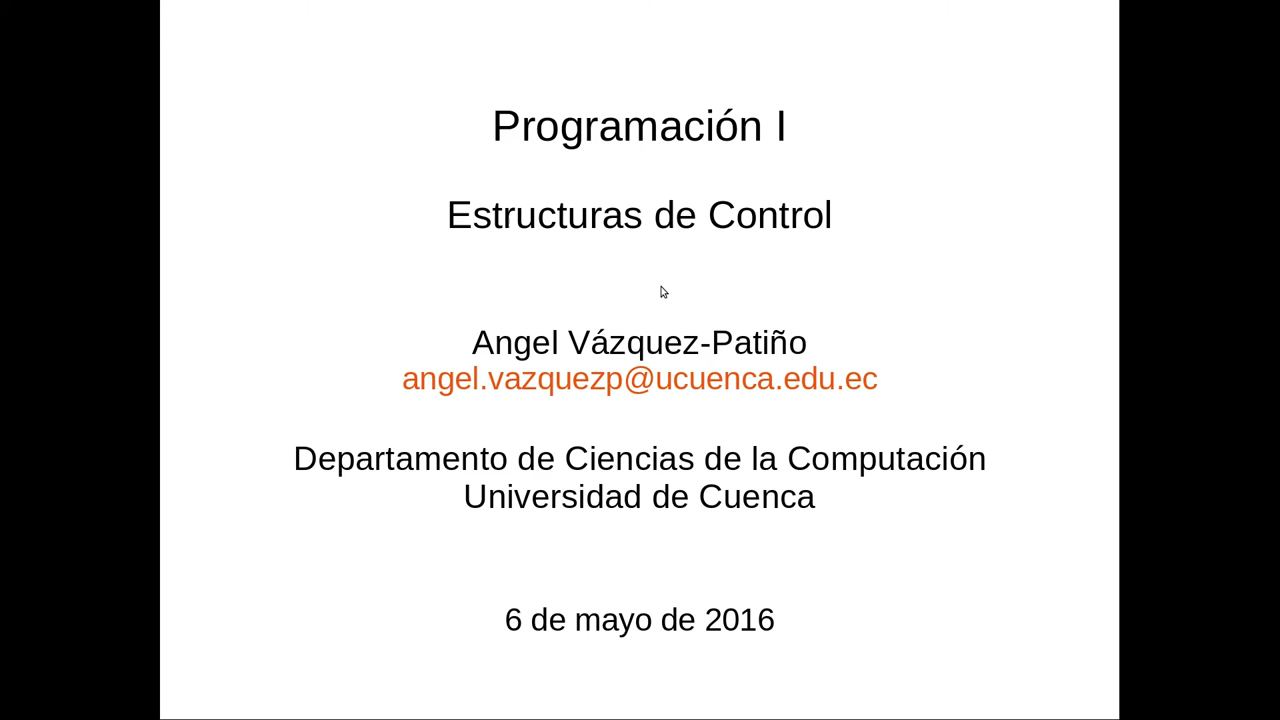 Programación I
Estructuras de Control
Angel Vázquez-Patiño
angel.vazquezp@ucuenca.edu.ec
Departamento de Ciencias de la Computación
Universidad de Cuenca
6 de mayo de 2016